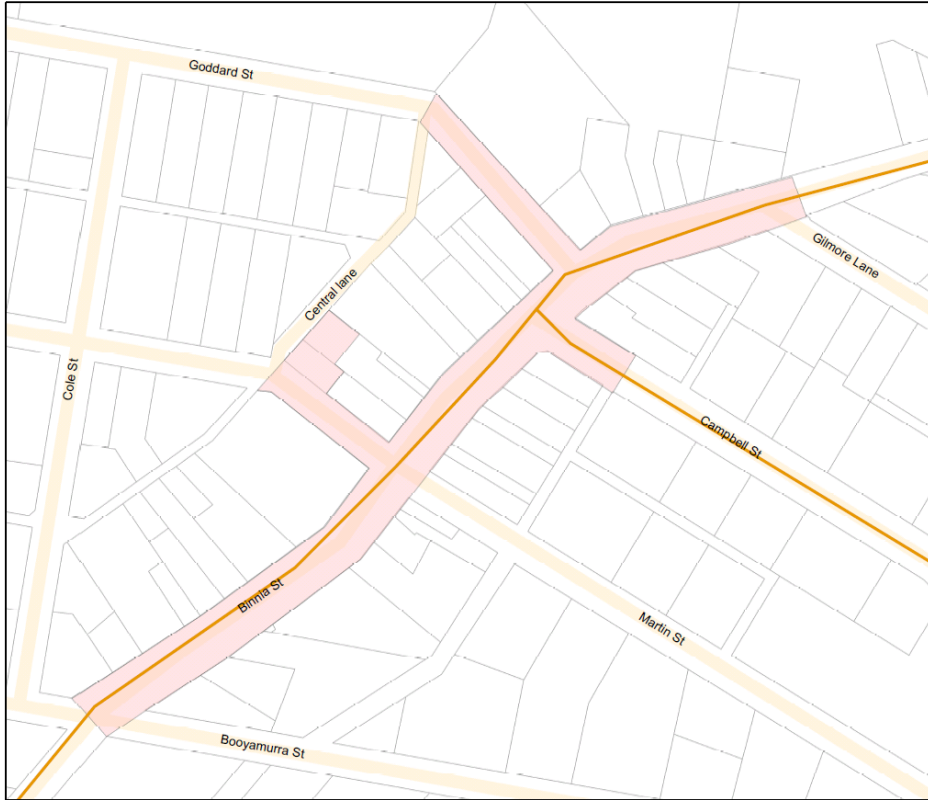 Goddard St
Gilmore Lane
Central lane
Cole St
Campbell St
Binnia St
Martin St
Booyamurra St